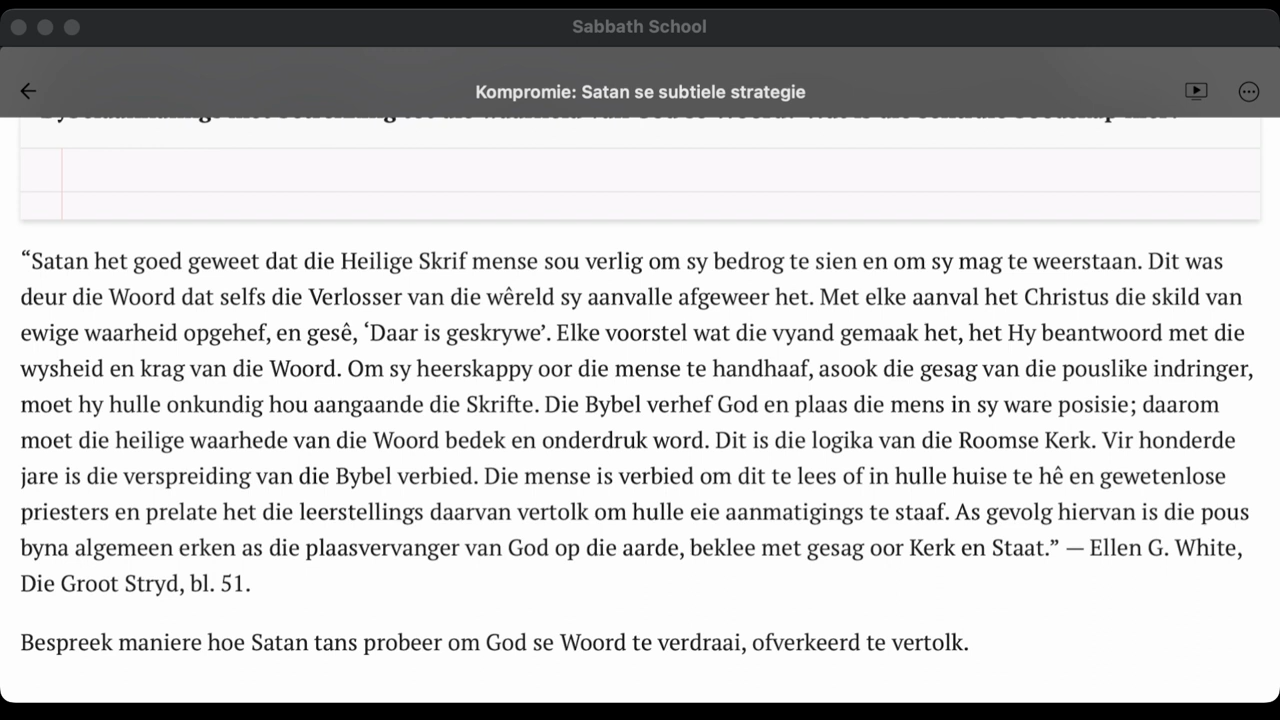 Sabbath School
Kompromie: Satan se subtiele strategie
“Satan het goed geweet dat die Heilige Skrif mense sou verlig om sy bedrog te sien en om sy mag te weerstaan. Dit was
deur die Woord dat selfs die Verlosser van die wêreld sy aanvalle afgeweer het. Met elke aanval het Christus die skild van
ewige waarheid opgehef, en gesê, ‘Daar is geskrywe’. Elke voorstel wat die vyand gemaak het, het Hy beantwoord met die
wysheid en krag van die Woord. Om sy heerskappy oor die mense te handhaaf, asook die gesag van die pouslike indringer,
moet hy hulle onkundig hou aangaande die Skrifte. Die Bybel verhef God en plaas die mens in sy ware posisie; daarom
moet die heilige waarhede van die Woord bedek en onderdruk word. Dit is die logika van die Roomse Kerk. Vir honderde
jare is die verspreiding van die Bybel verbied. Die mense is verbied om dit te lees of in hulle huise te hê en gewetenlose
priesters en prelate het die leerstellings daarvan vertolk om hulle eie aanmatigings te staaf. As gevolg hiervan is die pous
byna algemeen erken as die plaasvervanger van God op die aarde, beklee met gesag oor Kerk en Staat.” — Ellen G. White,
Die Groot Stryd, bl. 51.
Bespreek maniere hoe Satan tans probeer om God se Woord te verdraai, ofverkeerd te vertolk.